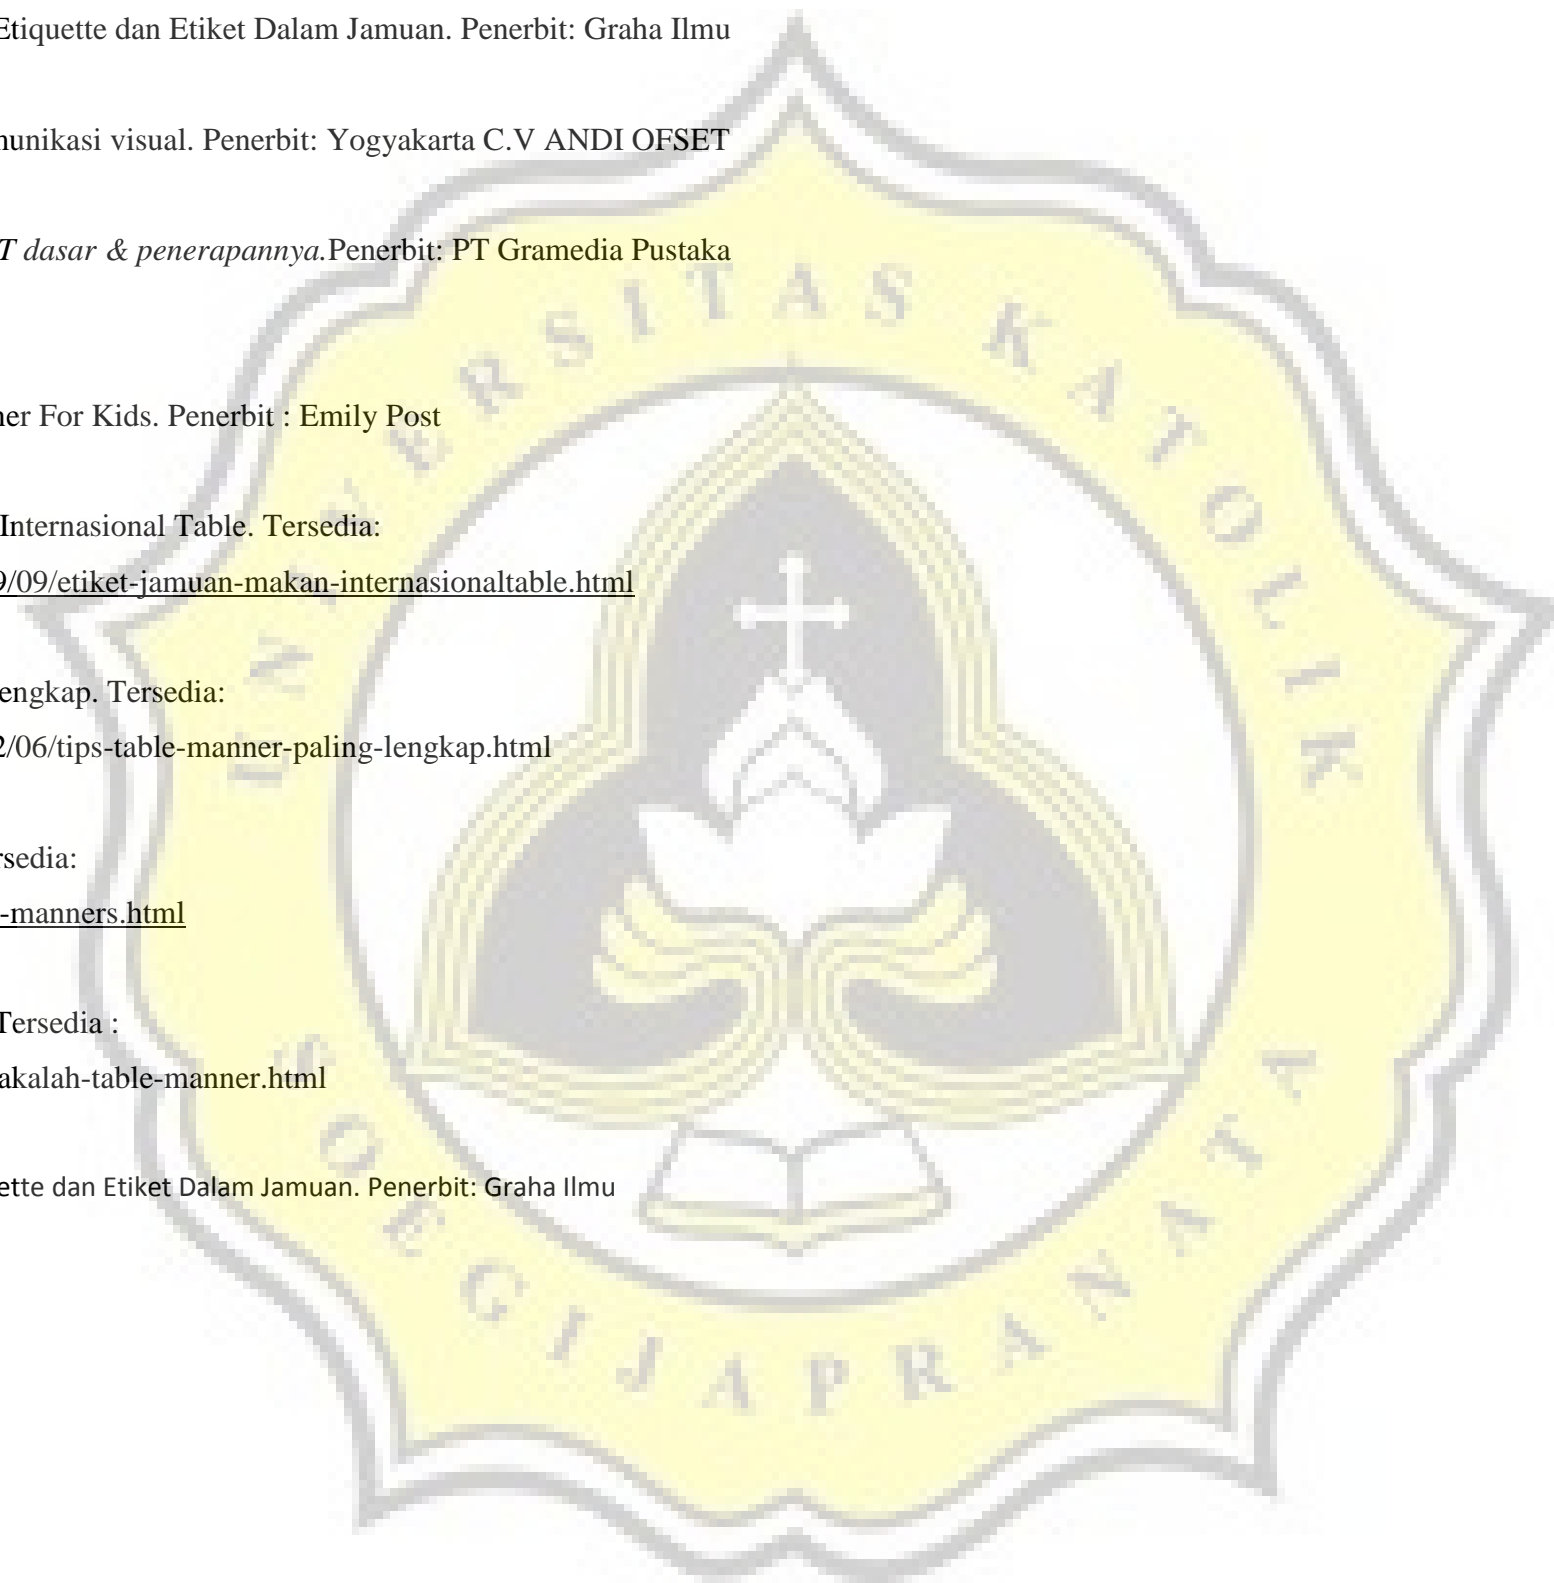 Etiquette dan Etiket Dalam Jamuan. Penerbit: Graha Ilmu
munikasi visual. Penerbit: Yogyakarta C.V ANDI OFSET
T dasar & penerapannya.Penerbit: PT Gramedia Pustaka
ner For Kids. Penerbit : Emily Post
Internasional Table. Tersedia:
9/09/etiket-jamuan-makan-internasionaltable.html
engkap. Tersedia:
2/06/tips-table-manner-paling-lengkap.html
rsedia:
-manners.html
Tersedia :
akalah-table-manner.html
ette dan Etiket Dalam Jamuan. Penerbit: Graha Ilmu
UNIVERSITAS KATOLIK
SOEGIJAPRANATA